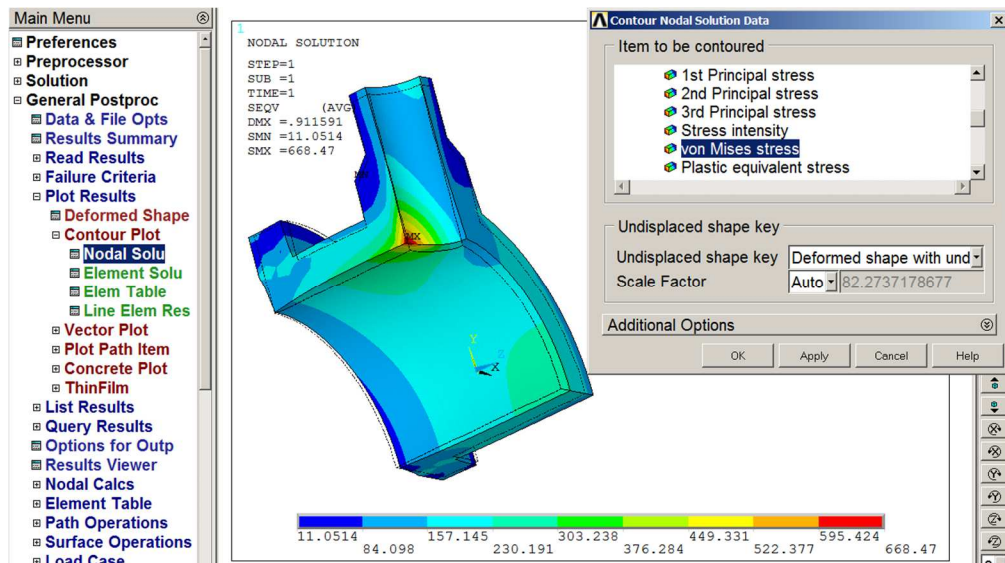 Main Menu
Preferences
Preprocessor
Solution
General Postproc
Data & File Opts
Results Summary
Read Results
Failure Criteria
Plot Results
Deformed Shape
Contour Plot
Nodal Solu
Element Solu
Elem Table
Line Elem Res
Vector Plot
Plot Path Item
Concrete Plot
ThinFilm
List Results
Query Results
Options for Outp
Results Viewer
Nodal Calcs
Element Table
Path Operations
Surface Operations
Load Case
1
NODAL SOLUTION
STEP=1
SUB =1
TIME=1
SEQV (AVG
DMX =.911591
SMN =11.0514
SMX =668.47
MN
MX
Y
Z
X
11.0514 157.145 303.238 449.331 595.424
84.098 230.191 376.284 522.377 668.47
Contour Nodal Solution Data
Item to be contoured
1st Principal stress
2nd Principal stress
3rd Principal stress
Stress intensity
von Mises stress
Plastic equivalent stress
Undisplaced shape key
Undisplaced shape key Deformed shape with und
Scale Factor Auto 82.2737178677
Additional Options
OK Apply Cancel Help